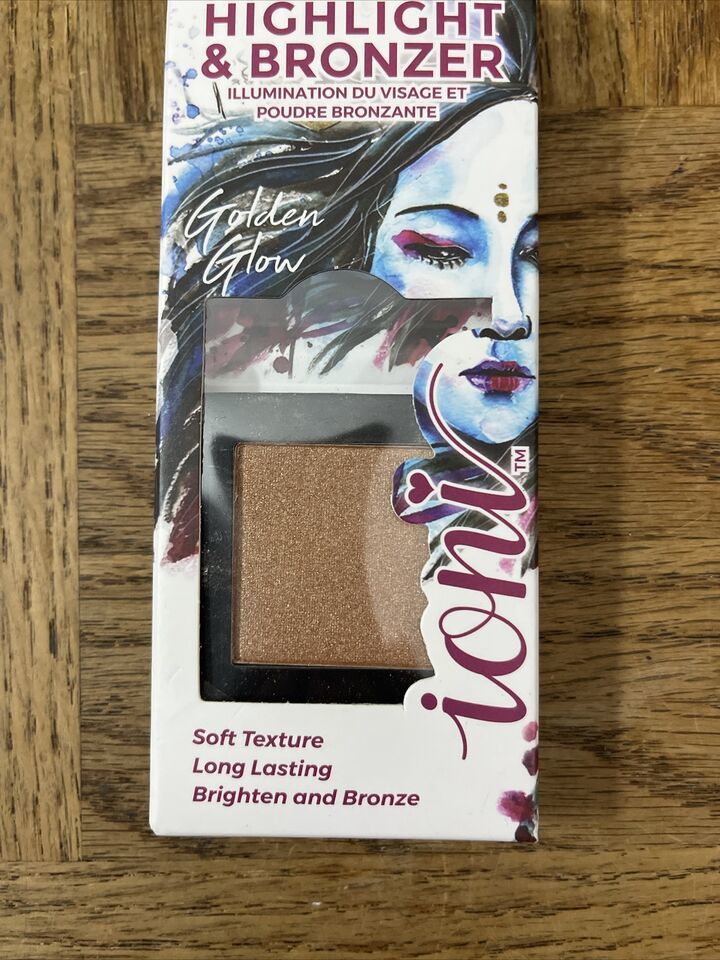 HIGHLIGHT
& BRONZER
ILLUMINATION DU VISAGE ET
POUDRE BRONZANTE
Golden
Glow
ioni™
Soft Texture
Long Lasting
Brighten and Bronze